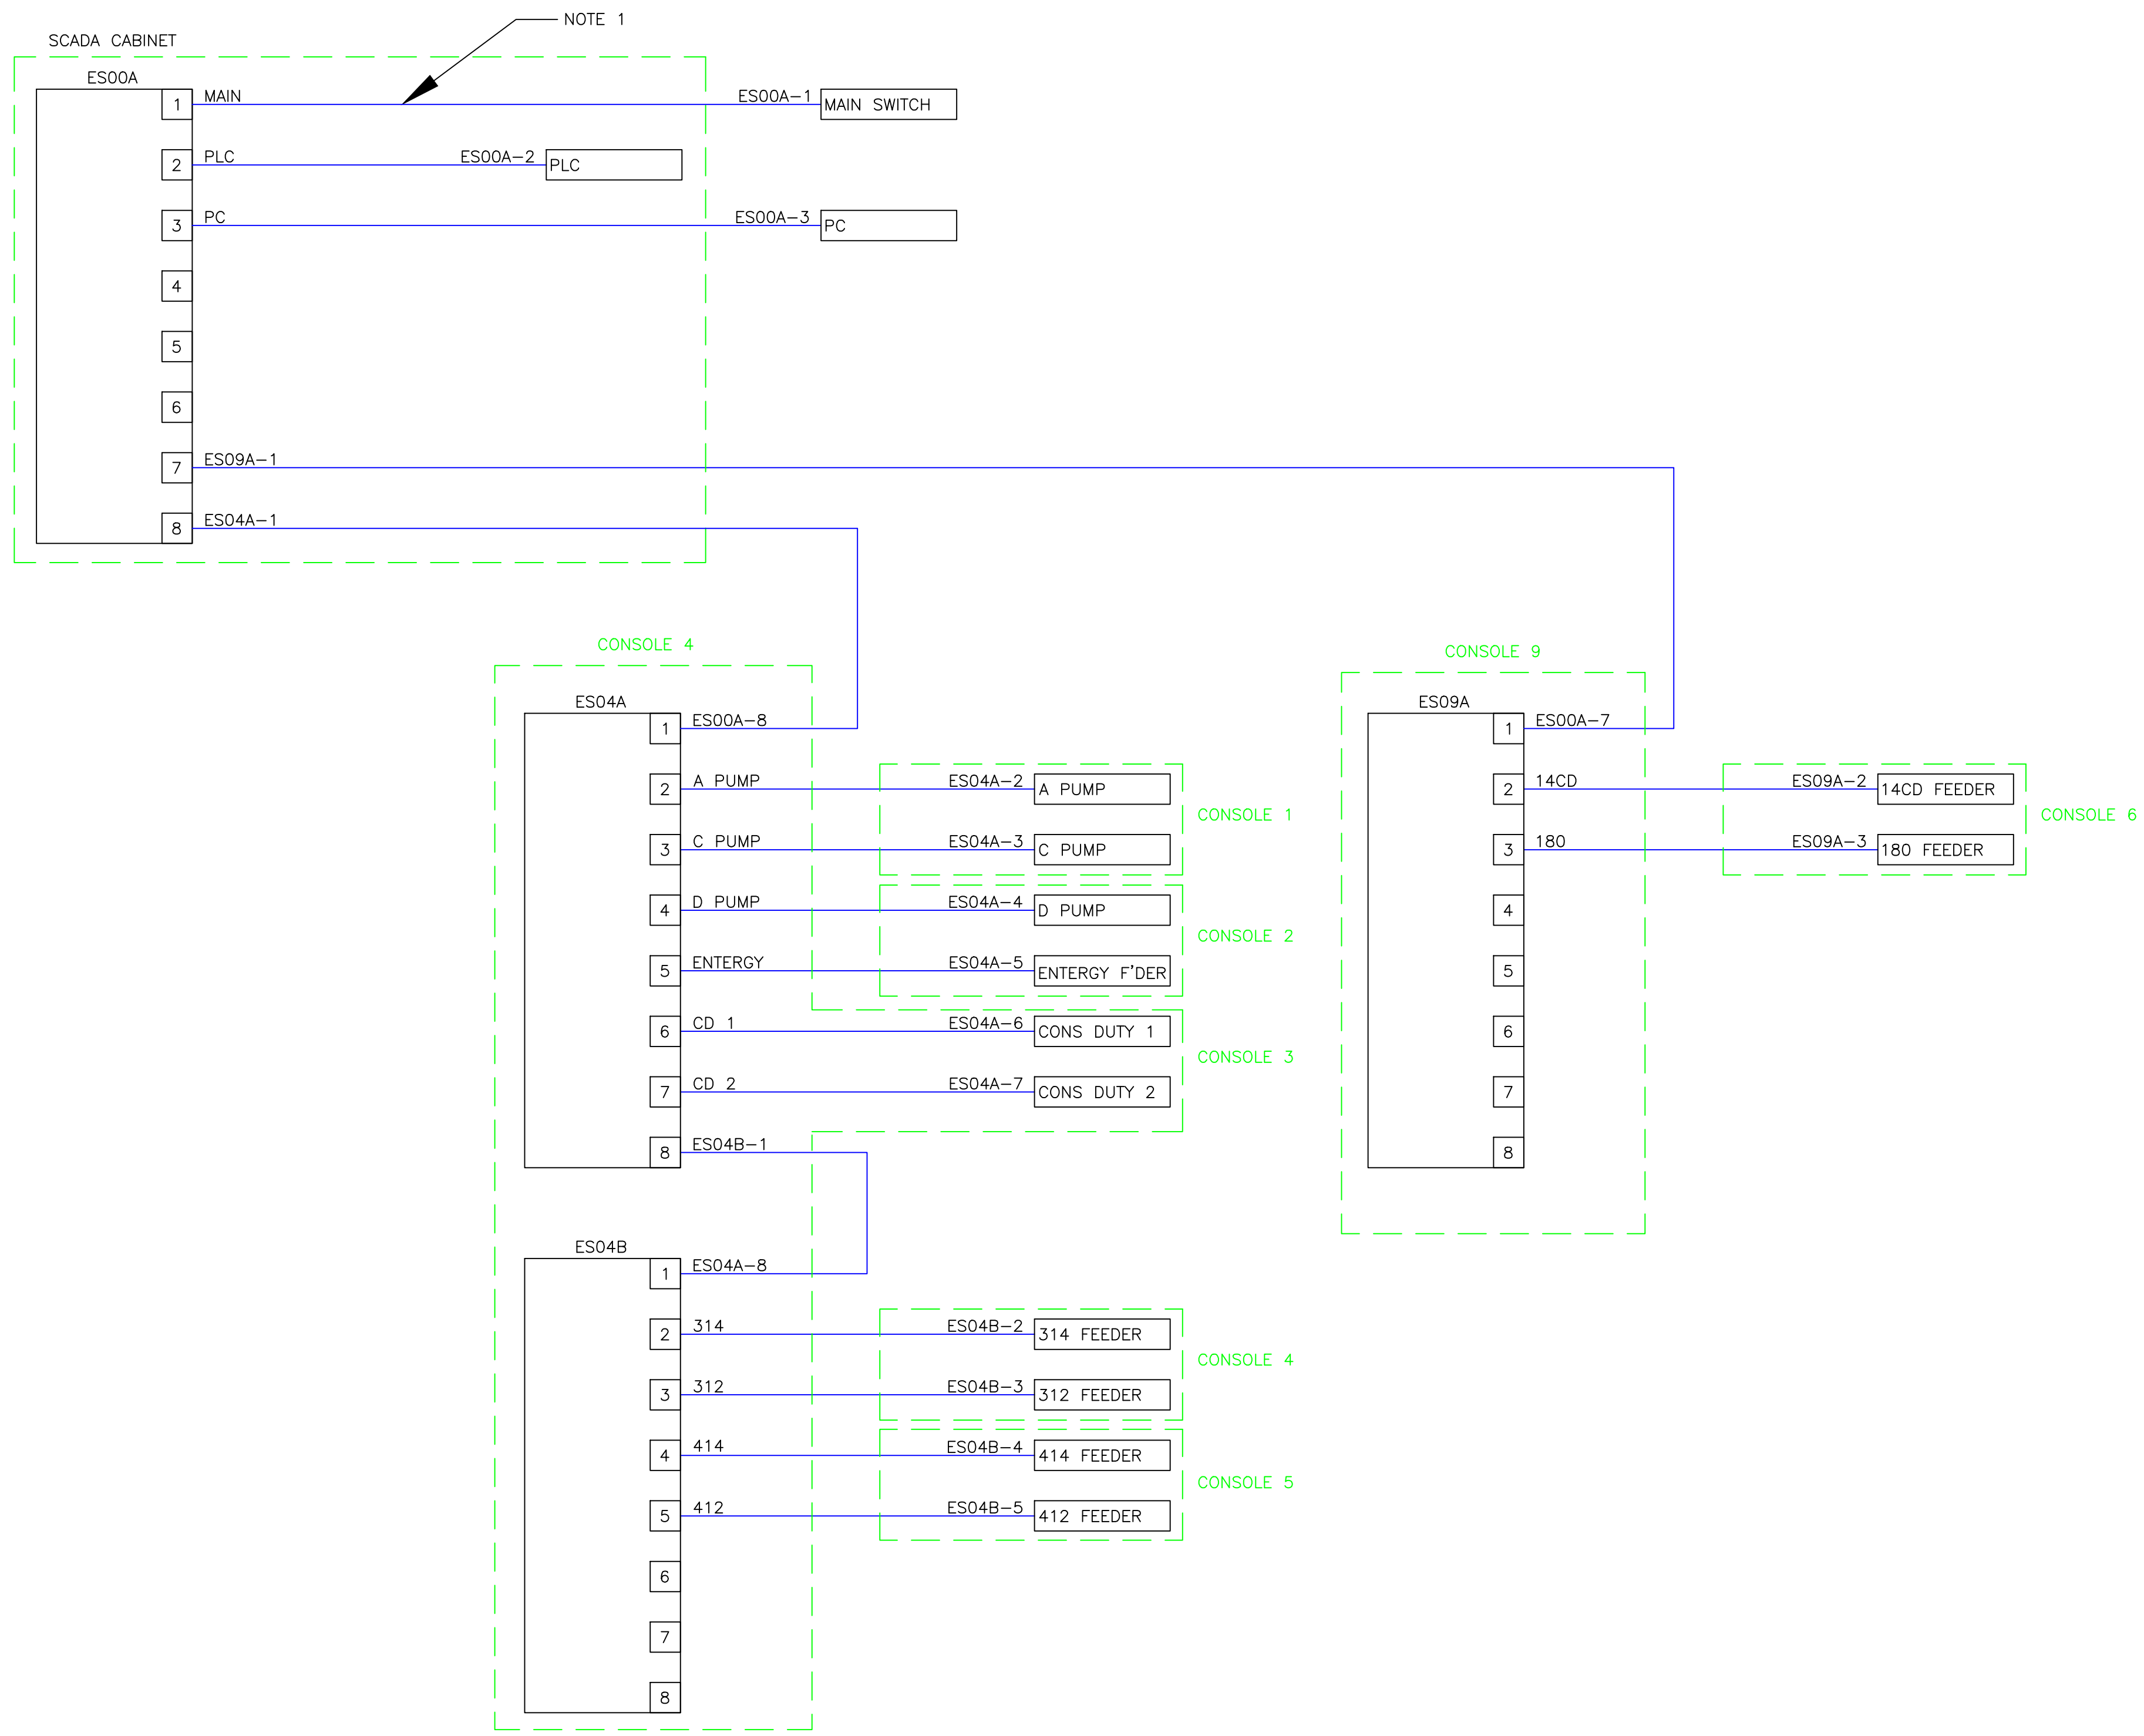 NOTE 1
SCADA CABINET
ES00A
1 MAIN ES00A-1 MAIN SWITCH
2 PLC ES00A-2 PLC
3 PC ES00A-3 PC
4
5
6
7 ES09A-1
8 ES04A-1
CONSOLE 4
ES04A
1 ES00A-8
2 A PUMP ES04A-2 A PUMP
CONSOLE 1
3 C PUMP ES04A-3 C PUMP
4 D PUMP ES04A-4 D PUMP
CONSOLE 2
5 ENTERGY ES04A-5 ENTERGY F'DER
6 CD 1 ES04A-6 CONS DUTY 1
CONSOLE 3
7 CD 2 ES04A-7 CONS DUTY 2
8 ES04B-1
ES04B
1 ES04A-8
2 314 ES04B-2 314 FEEDER
CONSOLE 4
3 312 ES04B-3 312 FEEDER
4 414 ES04B-4 414 FEEDER
CONSOLE 5
5 412 ES04B-5 412 FEEDER
6
7
8
CONSOLE 9
ES09A
1 ES00A-7
2 14CD ES09A-2 14CD FEEDER
CONSOLE 6
3 180 ES09A-3 180 FEEDER
4
5
6
7
8